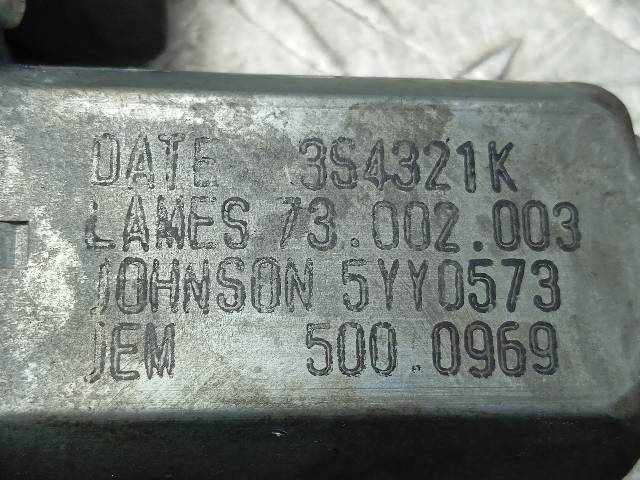 DATE 3S4321K
LAMES 73.002.003
JOHNSON 5YY0573
JEM 500.0969